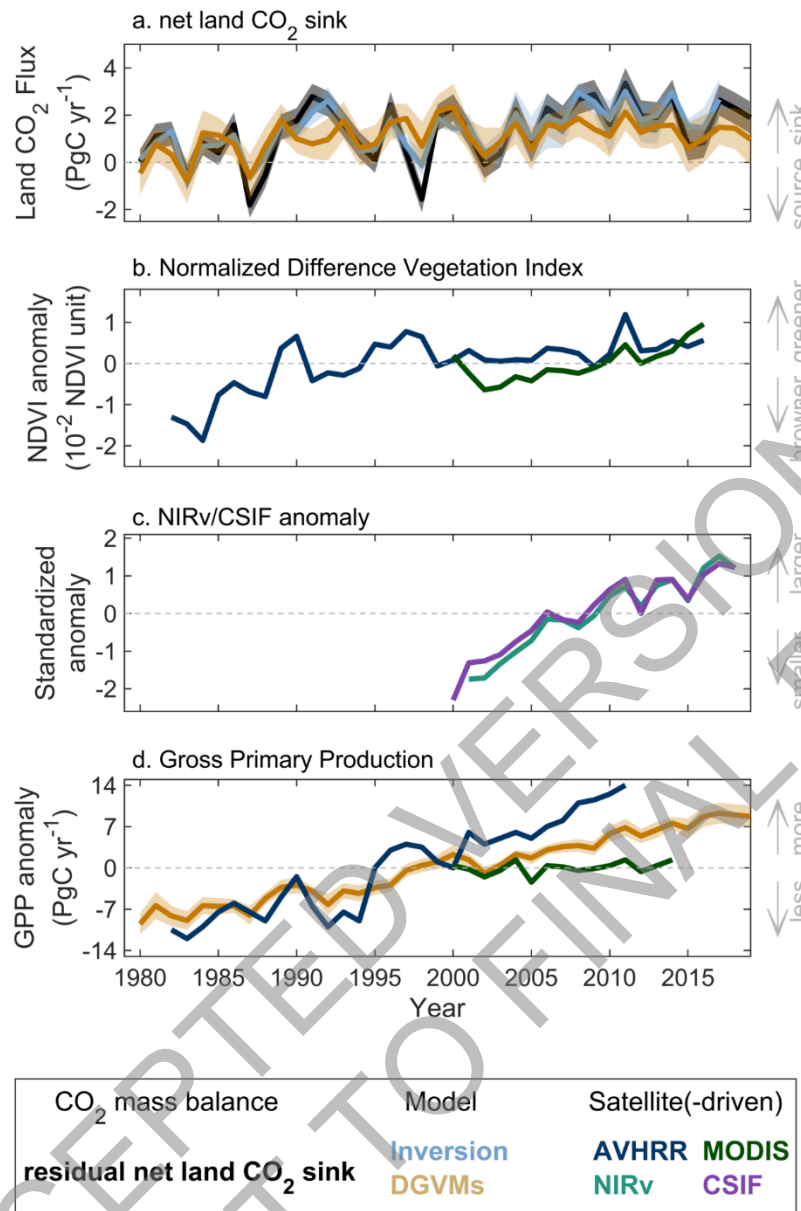 a. net land CO2 sink
Land CO2 Flux
(PgC yr-1)
4
2
0
-2
source sink
b. Normalized Difference Vegetation Index
NDVI anomaly
(10-2 NDVI unit)
1
0
-1
-2
browner greener
c. NIRv/CSIF anomaly
Standardized
anomaly
2
1
0
-1
-2
smaller larger
d. Gross Primary Production
GPP anomaly
(PgC yr-1)
14
7
0
-7
-14
less more
1980 1985 1990 1995 2000 2005 2010 2015
Year
CO2 mass balance Model Satellite(-driven)
Inversion AVHRR MODIS
residual net land CO2 sink
DGVMs NIRv CSIF
CEPTED VERSION
T TO FINAL